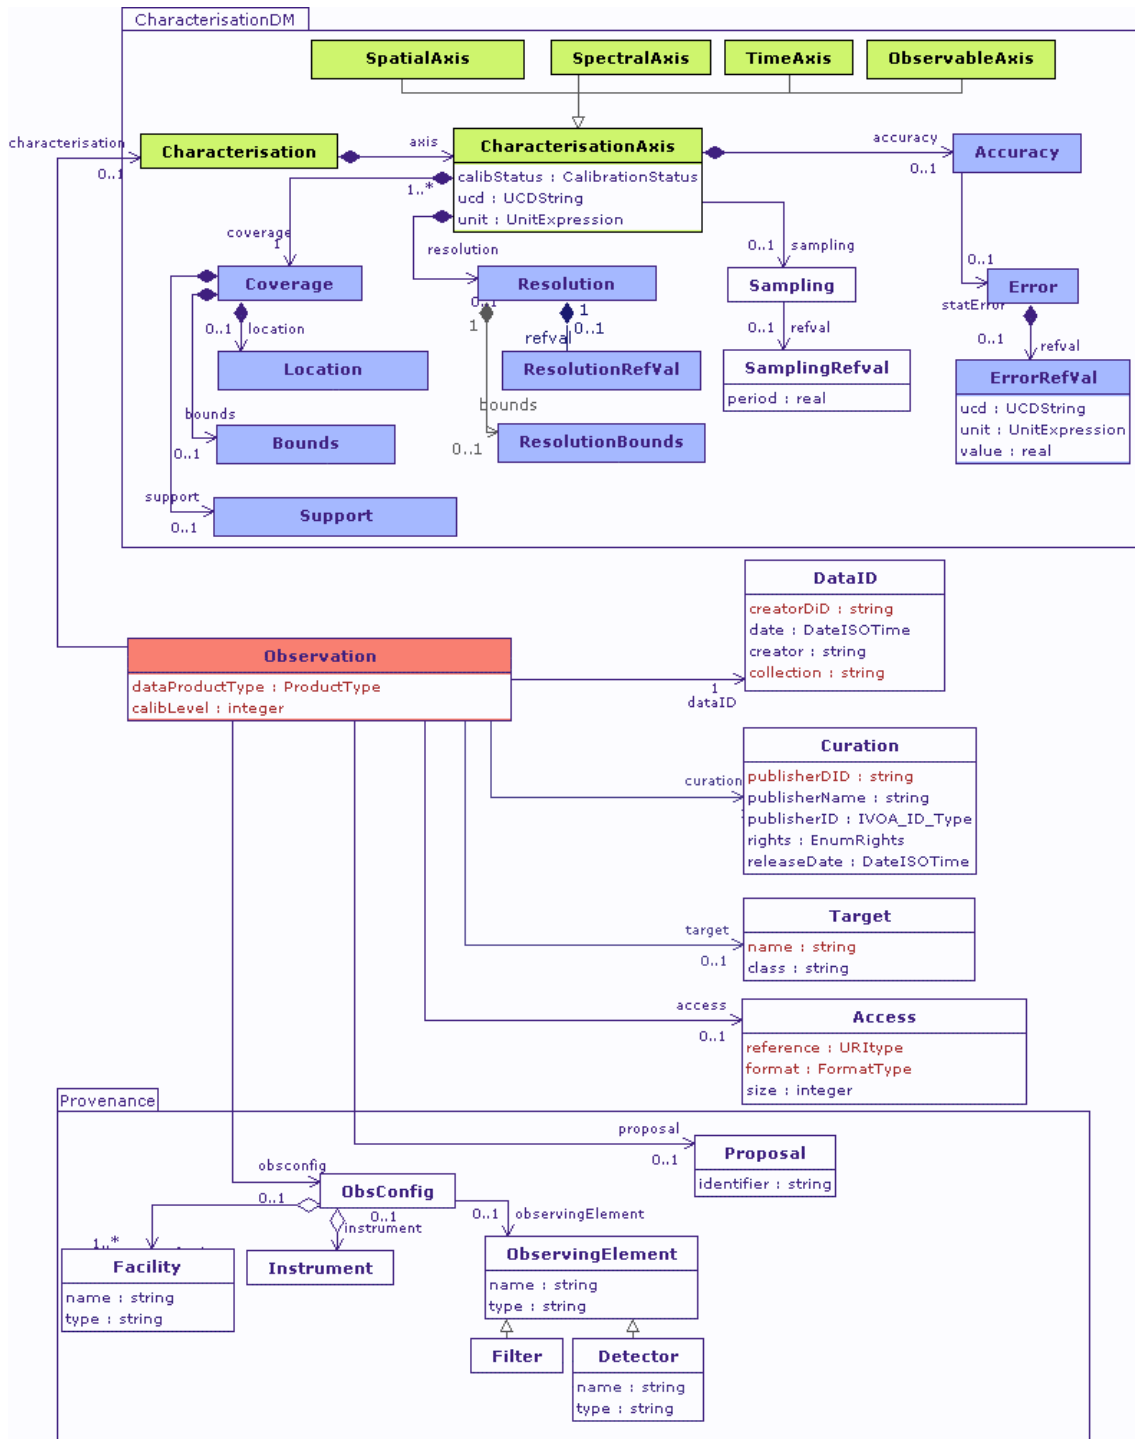 CharacterisationDM
SpatialAxis
SpectralAxis
TimeAxis
ObservableAxis
characterisation
0..1
Characterisation
axis
1..*
CharacterisationAxis
calibStatus : CalibrationStatus
ucd : UCDString
unit : UnitExpression
accuracy
0..1
Accuracy
coverage
1
resolution
0..1
0..1 sampling
0..1
statError
Coverage
Resolution
Sampling
Error
0..1 location
1
1
0..1
refval
0..1 refval
0..1 refval
Location
ResolutionRefVal
SamplingRefval
period : real
ErrorRefVal
ucd : UCDString
unit : UnitExpression
value : real
bounds
0..1
Bounds
bounds
0..1
ResolutionBounds
support
0..1
Support
DataID
creatorDiD : string
date : DateISOTime
creator : string
collection : string
Observation
dataProductType : ProductType
calibLevel : integer
1
dataID
Curation
publisherDID : string
publisherName : string
publisherID : IVOA_ID_Type
rights : EnumRights
releaseDate : DateISOTime
curation
Target
name : string
class : string
target
0..1
Access
reference : URItype
format : FormatType
size : integer
access
0..1
Provenance
proposal
0..1
Proposal
identifier : string
obsconfig
0..1
ObsConfig
0..1
instrument
0..1 observingElement
1..*
Facility
name : string
type : string
Instrument
ObservingElement
name : string
type : string
Filter
Detector
name : string
type : string